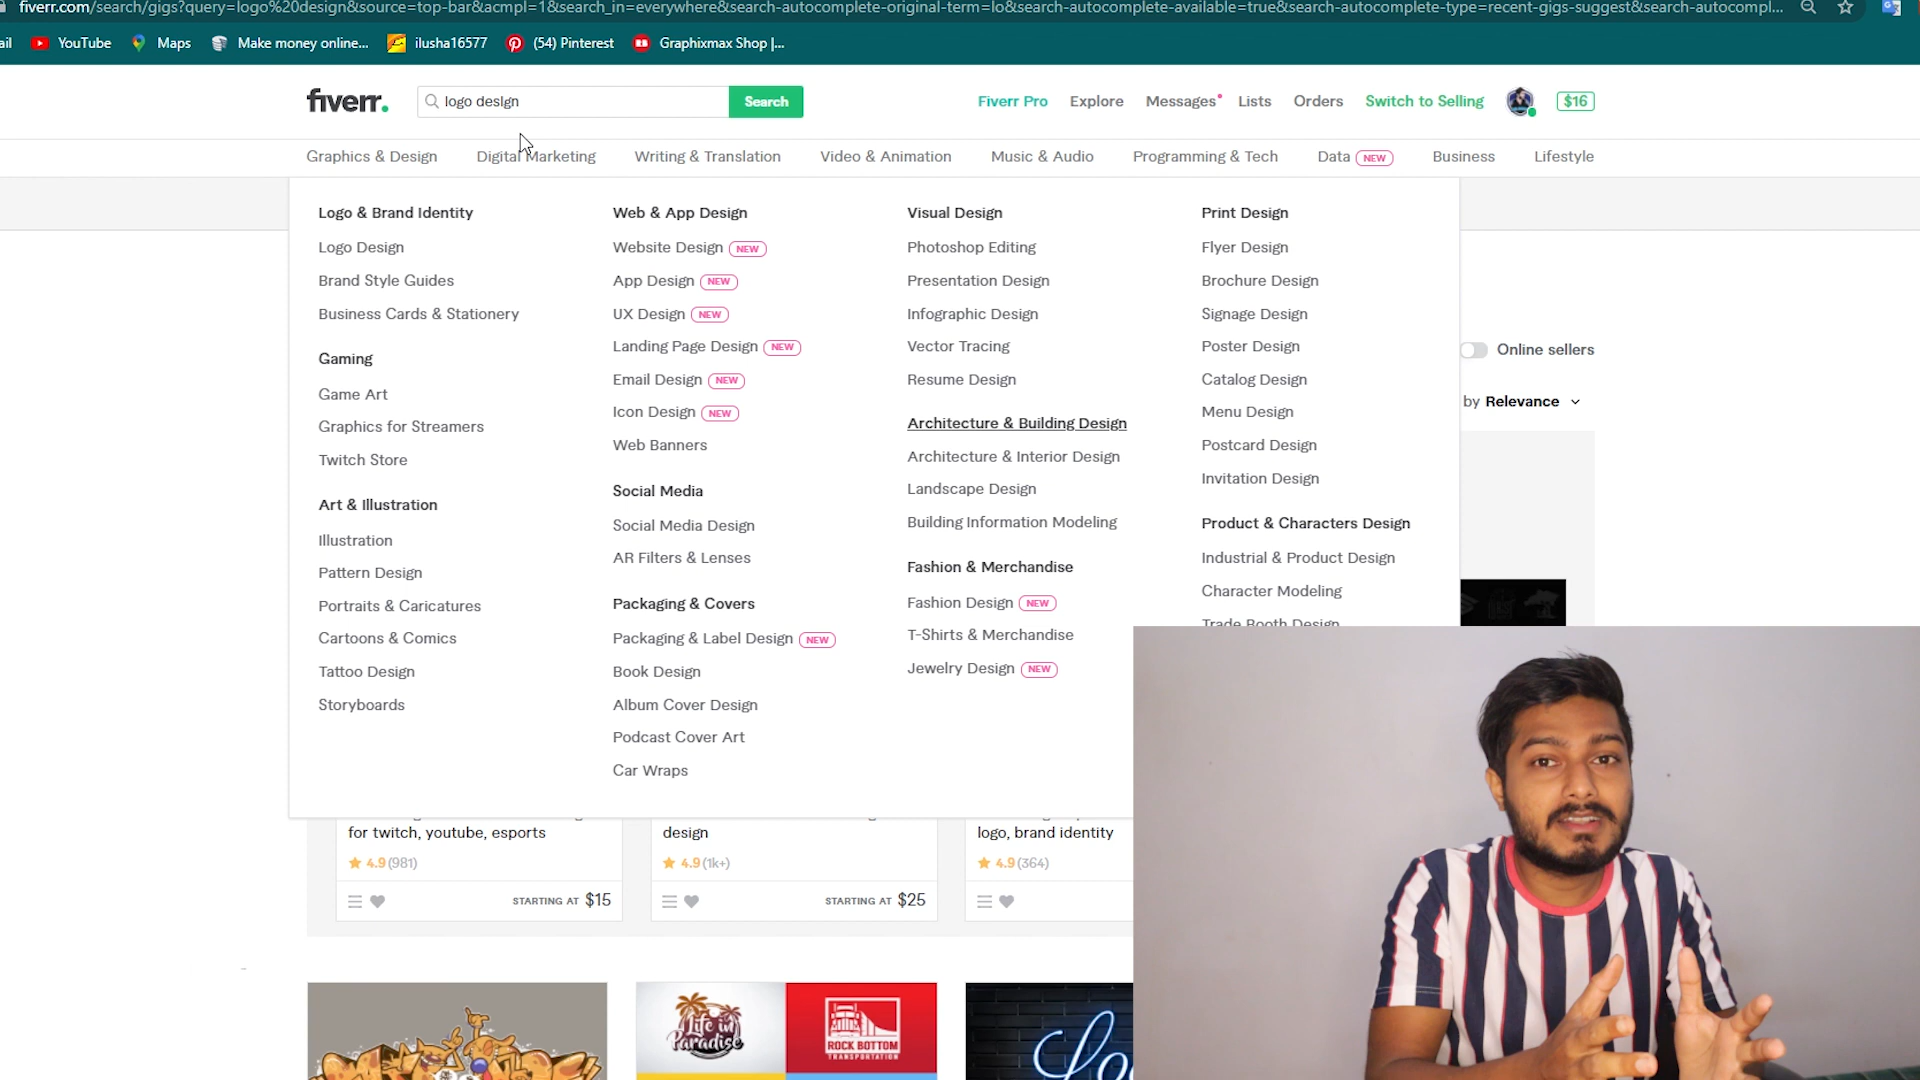 fiverr.com/search/gigs?query=logo%20design&source=top-bar&acmpl=1&search_in=everywhere&search-autocomplete-original-term=lo&search-autocomplete-available=true&search-autocomplete-type=recent-gigs-suggest&search-autocompl...
ail YouTube Maps Make money online... ilusha16577 (54) Pinterest Graphixmax Shop |...
fiverr. logo design Search Fiverr Pro Explore Messages Lists Orders Switch to Selling $16
Graphics & Design Digital Marketing Writing & Translation Video & Animation Music & Audio Programming & Tech Data NEW Business Lifestyle
Logo & Brand Identity
Logo Design
Brand Style Guides
Business Cards & Stationery
Gaming
Game Art
Graphics for Streamers
Twitch Store
Art & Illustration
Illustration
Pattern Design
Portraits & Caricatures
Cartoons & Comics
Tattoo Design
Storyboards
Web & App Design
Website Design NEW
App Design NEW
UX Design NEW
Landing Page Design NEW
Email Design NEW
Icon Design NEW
Web Banners
Social Media
Social Media Design
AR Filters & Lenses
Packaging & Covers
Packaging & Label Design NEW
Book Design
Album Cover Design
Podcast Cover Art
Car Wraps
Visual Design
Photoshop Editing
Presentation Design
Infographic Design
Vector Tracing
Resume Design
Architecture & Building Design
Architecture & Interior Design
Landscape Design
Building Information Modeling
Fashion & Merchandise
Fashion Design NEW
T-Shirts & Merchandise
Jewelry Design NEW
Print Design
Flyer Design
Brochure Design
Signage Design
Poster Design
Catalog Design
Menu Design
Postcard Design
Invitation Design
Product & Characters Design
Industrial & Product Design
Character Modeling
Trade Booth Design
Online sellers
by Relevance
for twitch, youtube, esports
4.9 (981)
STARTING AT $15
design
4.9 (1k+)
STARTING AT $25
logo, brand identity
4.9 (364)
Life in
Paradise
ROCK BOTTOM
TRANSPORTATION
Lo